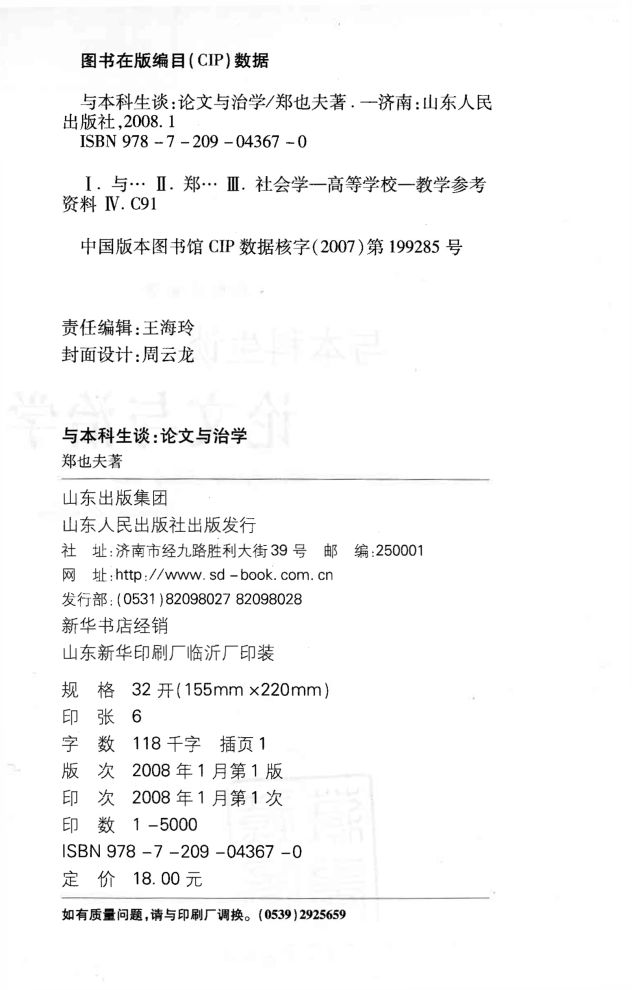 图书在版编目(CIP)数据
与本科生谈:论文与治学/郑也夫著.—济南:山东人民
出版社,2008.1
ISBN 978-7-209-04367-0
Ⅰ.与… Ⅱ.郑… Ⅲ.社会学—高等学校—教学参考
资料 Ⅳ.C91
中国版本图书馆CIP数据核字(2007)第199285号
责任编辑:王海玲
封面设计:周云龙
与本科生谈:论文与治学
郑也夫著
山东出版集团
山东人民出版社出版发行
社 址:济南市经九路胜利大街39号 邮 编:250001
网 址:http://www.sd-book.com.cn
发行部:(0531)82098027 82098028
新华书店经销
山东新华印刷厂临沂厂印装
规 格 32开(155mm×220mm)
印 张 6
字 数 118千字 插页1
版 次 2008年1月第1版
印 次 2008年1月第1次
印 数 1-5000
ISBN 978-7-209-04367-0
定 价 18.00元
如有质量问题,请与印刷厂调换。(0539)2925659